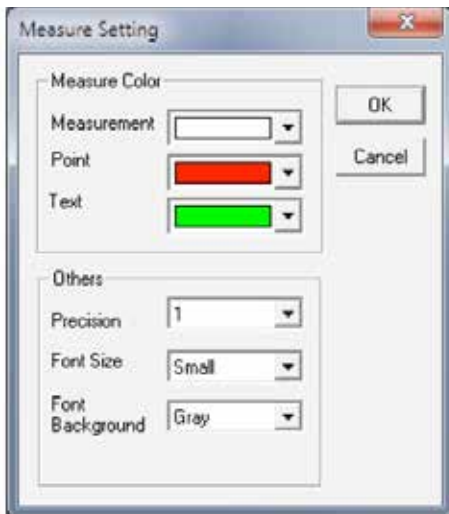 Measure Setting
Measure Color
Measurement
Point
Text
OK
Cancel
Others
Precision 1
Font Size Small
Font
Background Gray